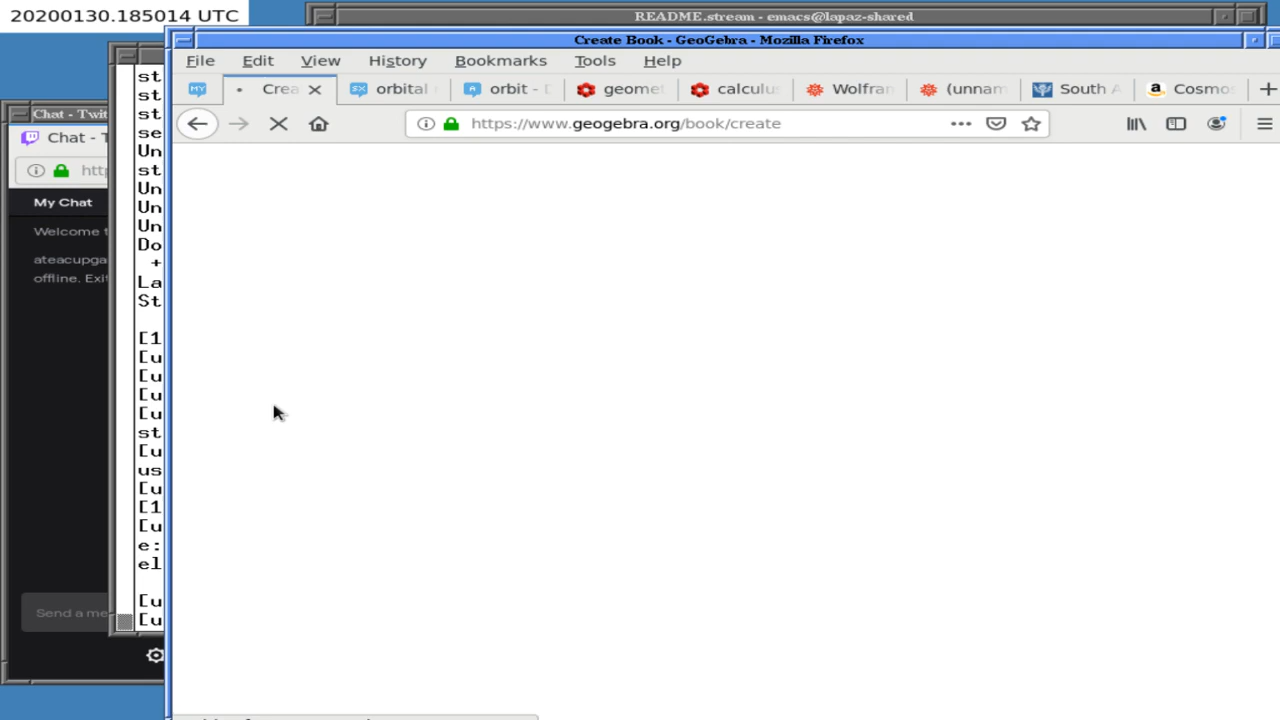 20200130.185014 UTC
README.stream - emacs@lapaz-shared
Create Book - GeoGebra - Mozilla Firefox
File Edit View History Bookmarks Tools Help
MY Crea orbital orbit - D geomet calculu Wolfran (unnam South A Cosmo
https://www.geogebra.org/book/create
Chat - Twit
Chat - T
http
My Chat
Welcome t
ateacupga
offline. Exit
Send a me
st
st
st
se
Un
st
Un
Un
Un
Do
+
La
St
[1
[u
[u
[u
[u
st
[u
us
[u
[1
[u
e:
el
[u
[u